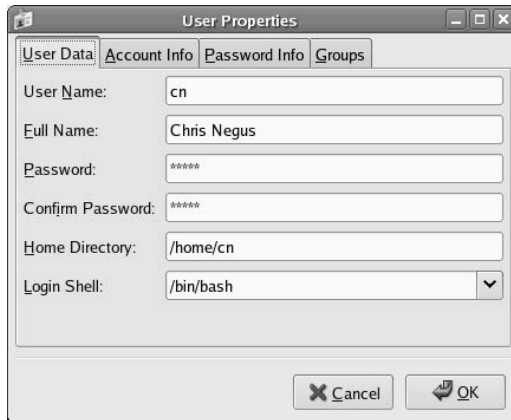 User Properties
User Data Account Info Password Info Groups
User Name: cn
Full Name: Chris Negus
Password: *****
Confirm Password: *****
Home Directory: /home/cn
Login Shell: /bin/bash
Cancel OK